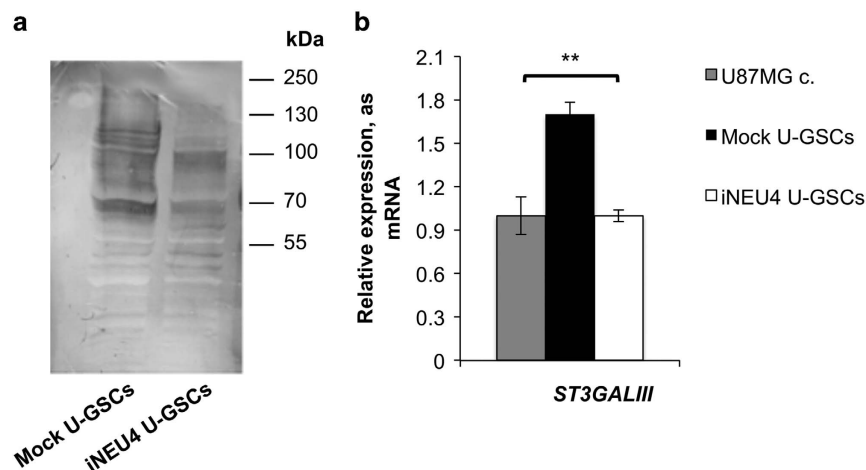 a
kDa
250
130
100
70
55
Mock U-GSCs
iNEU4 U-GSCs
b
2.1
1.8
1.5
1.2
0.9
0.6
0.3
0
Relative expression, as
mRNA
**
ST3GALIII
U87MG c.
Mock U-GSCs
iNEU4 U-GSCs